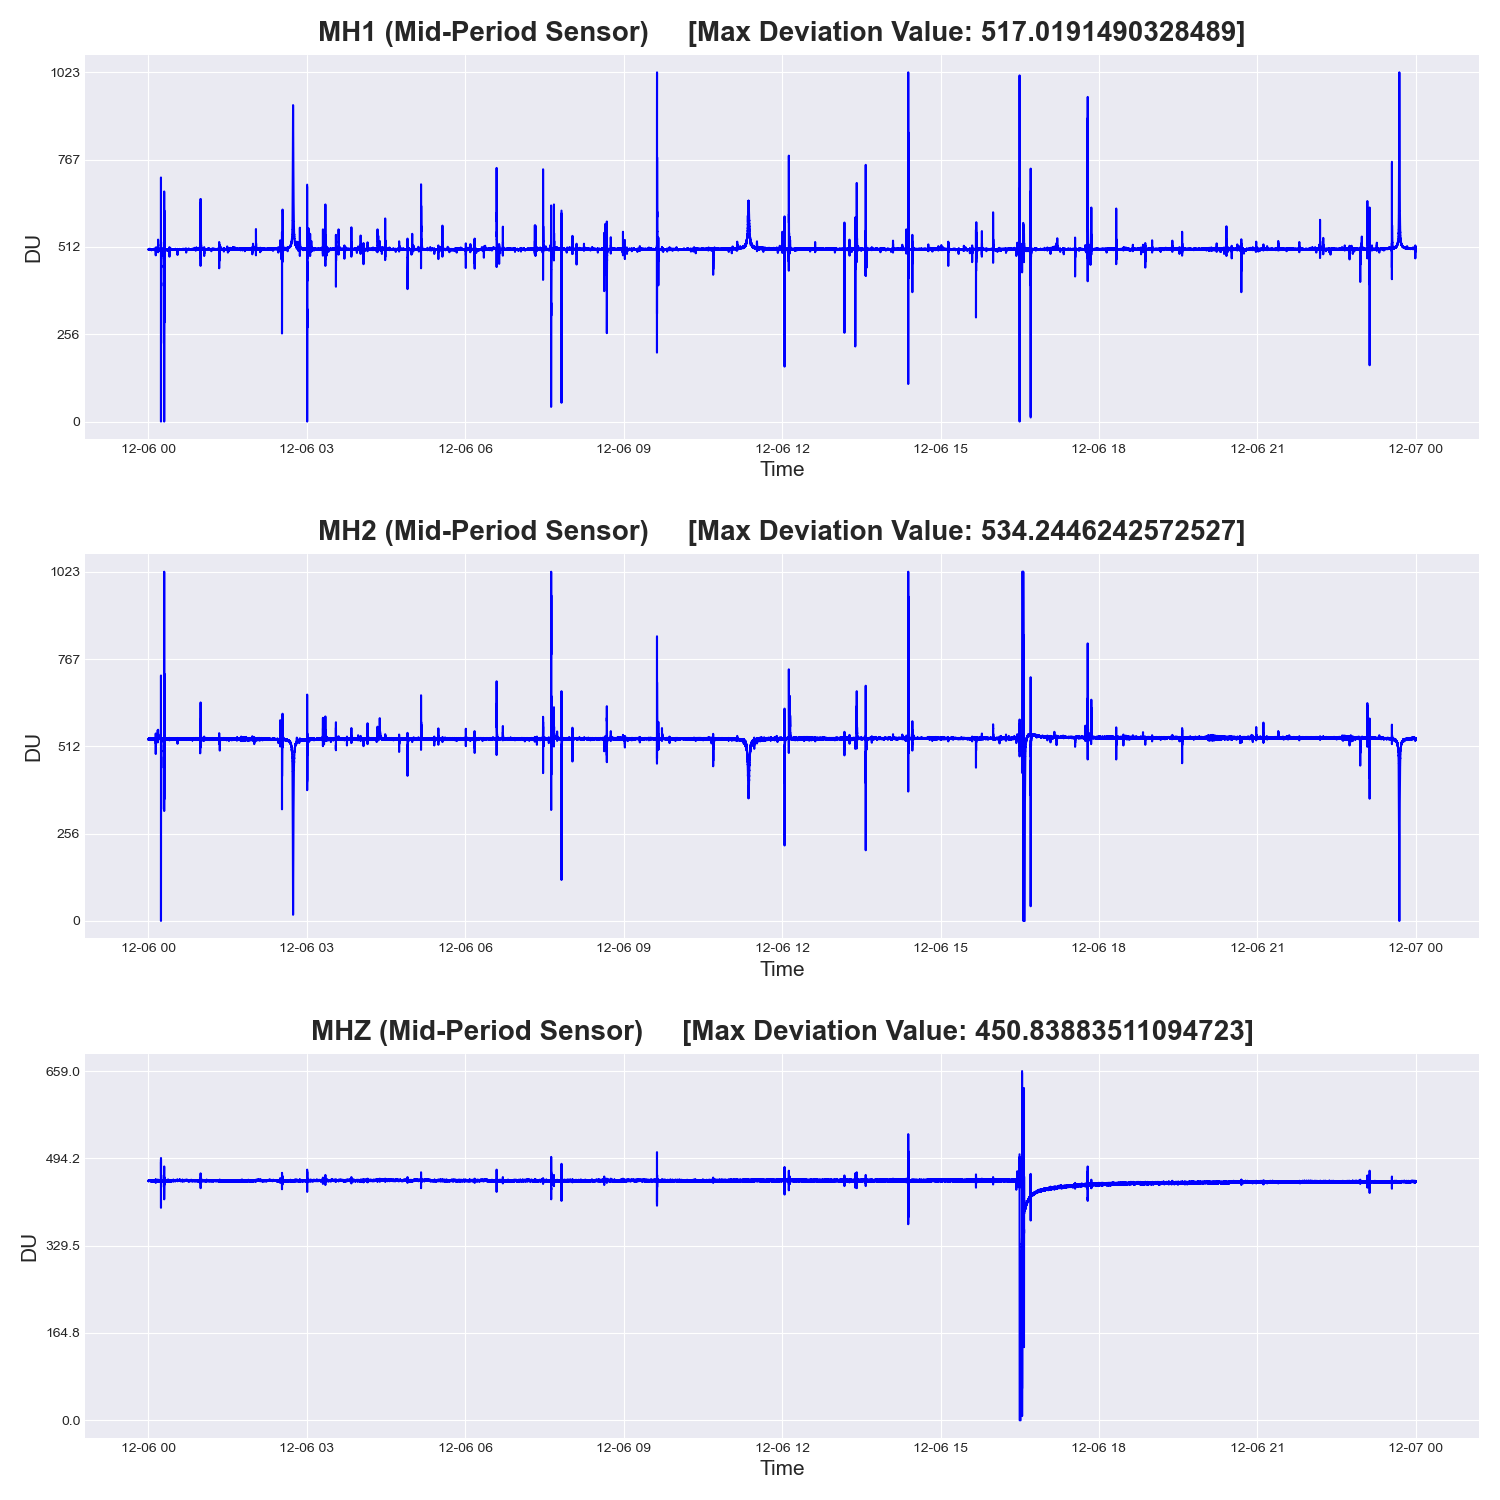 MH1 (Mid-Period Sensor) [Max Deviation Value: 517.0191490328489]
1023
767
512
256
0
DU
12-06 00 12-06 03 12-06 06 12-06 09 12-06 12 12-06 15 12-06 18 12-06 21 12-07 00
Time
MH2 (Mid-Period Sensor) [Max Deviation Value: 534.2446242572527]
1023
767
512
256
0
DU
12-06 00 12-06 03 12-06 06 12-06 09 12-06 12 12-06 15 12-06 18 12-06 21 12-07 00
Time
MHZ (Mid-Period Sensor) [Max Deviation Value: 450.83883511094723]
659.0
494.2
329.5
164.8
0.0
DU
12-06 00 12-06 03 12-06 06 12-06 09 12-06 12 12-06 15 12-06 18 12-06 21 12-07 00
Time